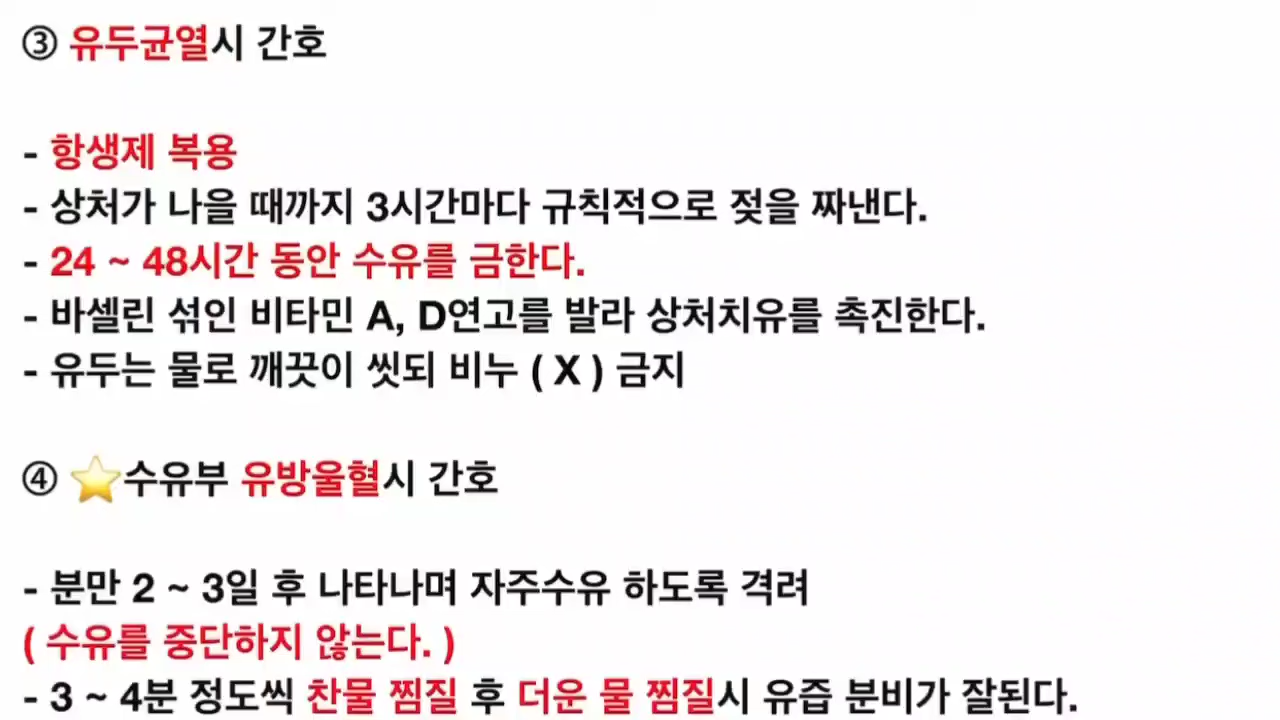 ③ 유두균열시 간호
- 항생제 복용
- 상처가 나을 때까지 3시간마다 규칙적으로 젖을 짜낸다.
- 24 ~ 48시간 동안 수유를 금한다.
- 바셀린 섞인 비타민 A, D연고를 발라 상처치유를 촉진한다.
- 유두는 물로 깨끗이 씻되 비누 ( X ) 금지
④ ⭐수유부 유방울혈시 간호
- 분만 2 ~ 3일 후 나타나며 자주수유 하도록 격려
( 수유를 중단하지 않는다. )
- 3 ~ 4분 정도씩 찬물 찜질 후 더운 물 찜질시 유즙 분비가 잘된다.